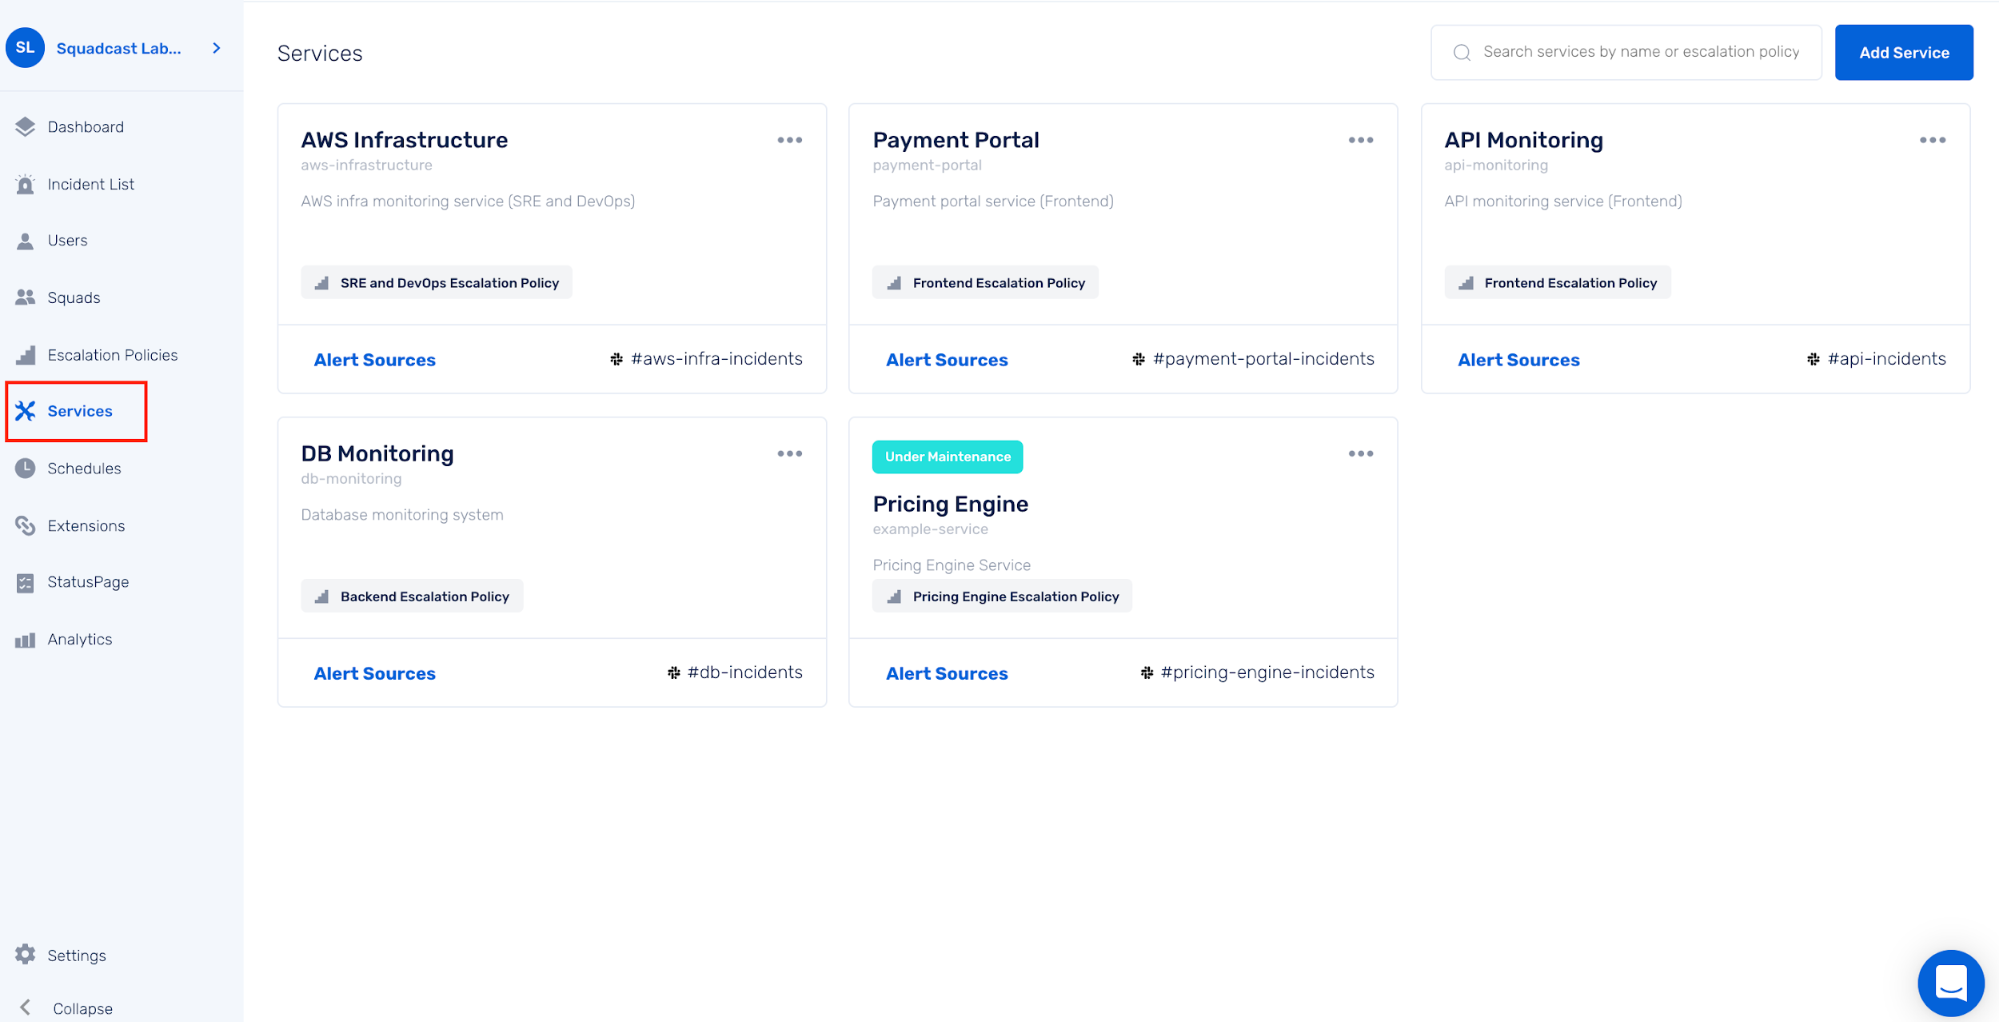 SL
Squadcast Lab...
Dashboard
Incident List
Users
Squads
Escalation Policies
Services
Schedules
Extensions
StatusPage
Analytics
Settings
Collapse
Services
Search services by name or escalation policy
Add Service
AWS Infrastructure
aws-infrastructure
AWS infra monitoring service (SRE and DevOps)
SRE and DevOps Escalation Policy
Alert Sources
#aws-infra-incidents
Payment Portal
payment-portal
Payment portal service (Frontend)
Frontend Escalation Policy
Alert Sources
#payment-portal-incidents
API Monitoring
api-monitoring
API monitoring service (Frontend)
Frontend Escalation Policy
Alert Sources
#api-incidents
DB Monitoring
db-monitoring
Database monitoring system
Backend Escalation Policy
Alert Sources
#db-incidents
Under Maintenance
Pricing Engine
example-service
Pricing Engine Service
Pricing Engine Escalation Policy
Alert Sources
#pricing-engine-incidents